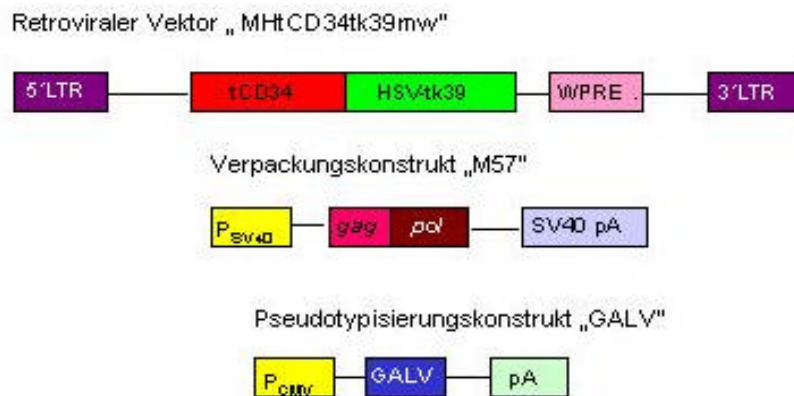 Retroviraler Vektor „ MHtCD34tk39mw"
5´LTR tCD34 HSV-tk39 WPRE . 3´LTR
Verpackungskonstrukt „M57"
PSV40 gag pol SV40 pA
Pseudotypisierungskonstrukt „GALV"
PCMV GALV pA